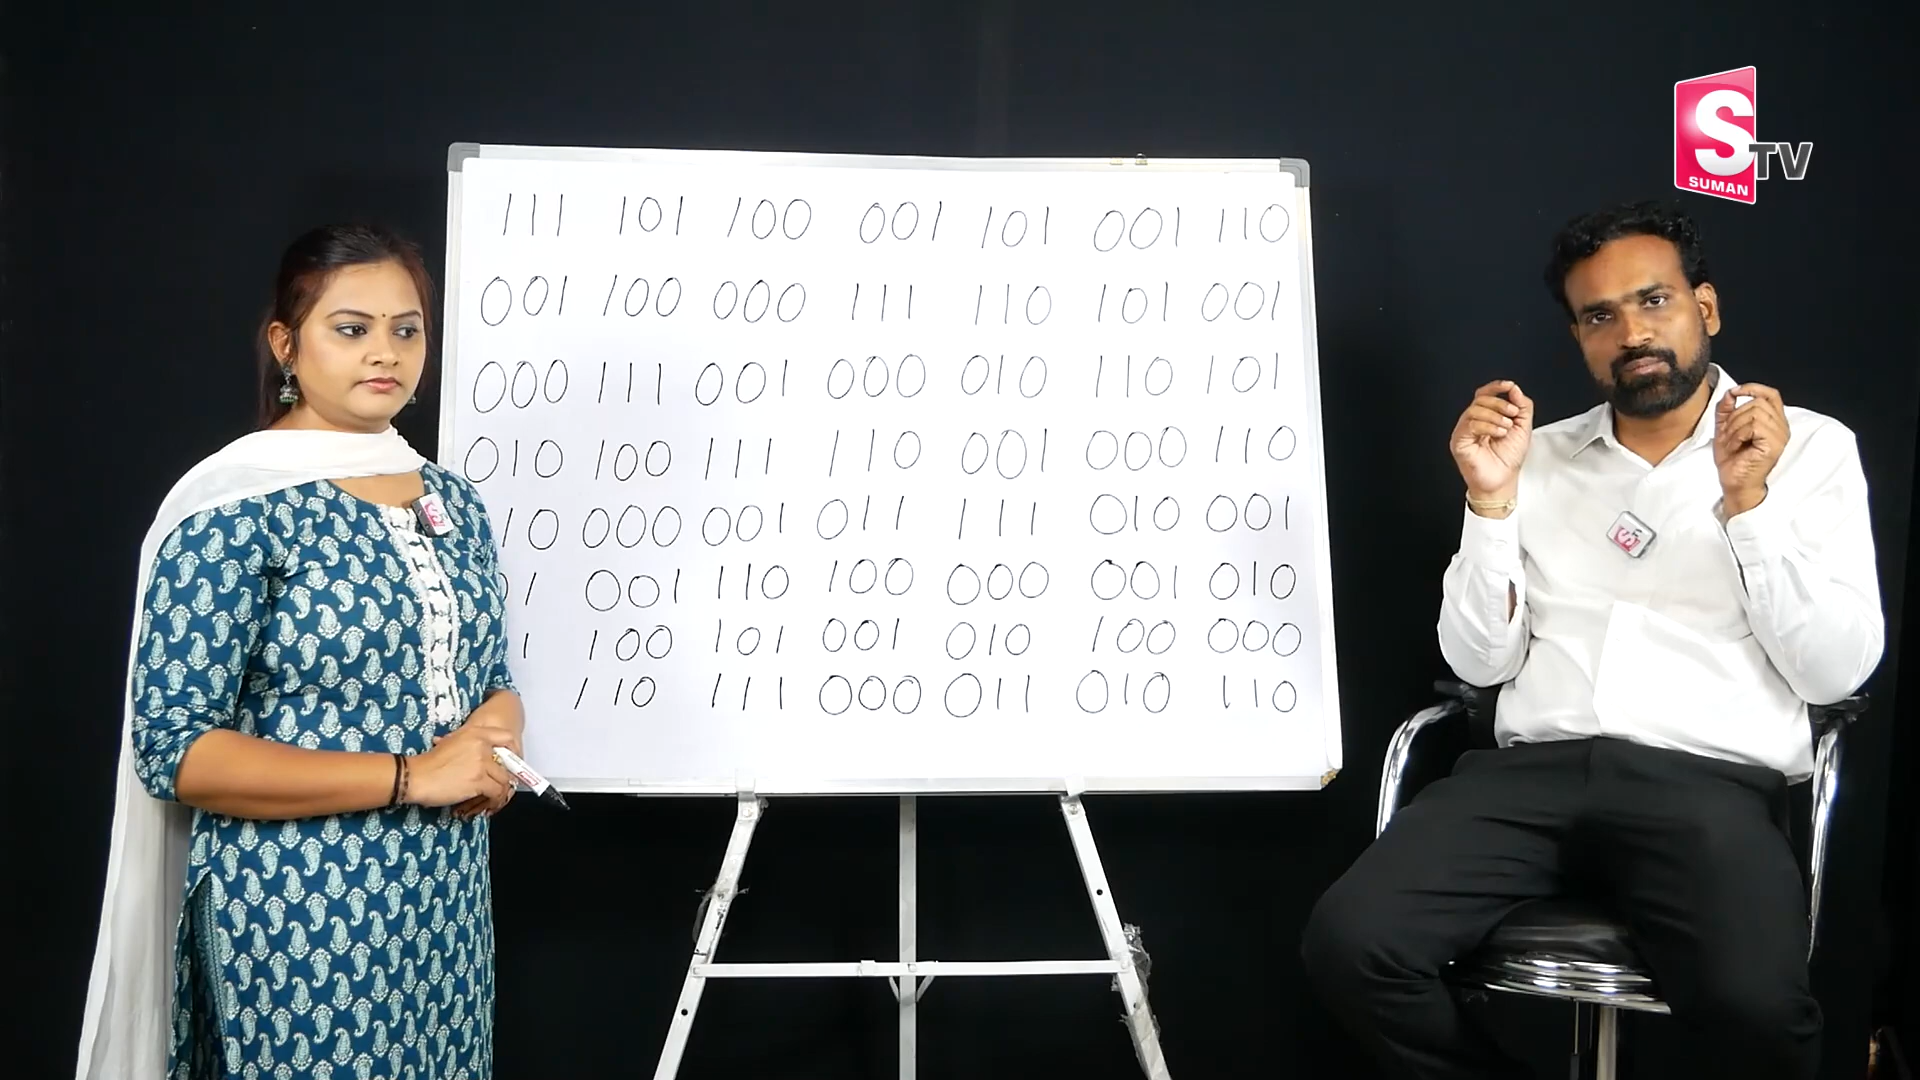 S TV
SUMAN
111 101 100 001 101 001 110
001 100 000 111 110 101 001
000 111 001 000 010 110 101
010 100 111 110 001 000 110
10 000 001 011 111 010 001
1 001 110 100 000 001 010
1 100 101 001 010 100 000
110 111 000 011 010 110